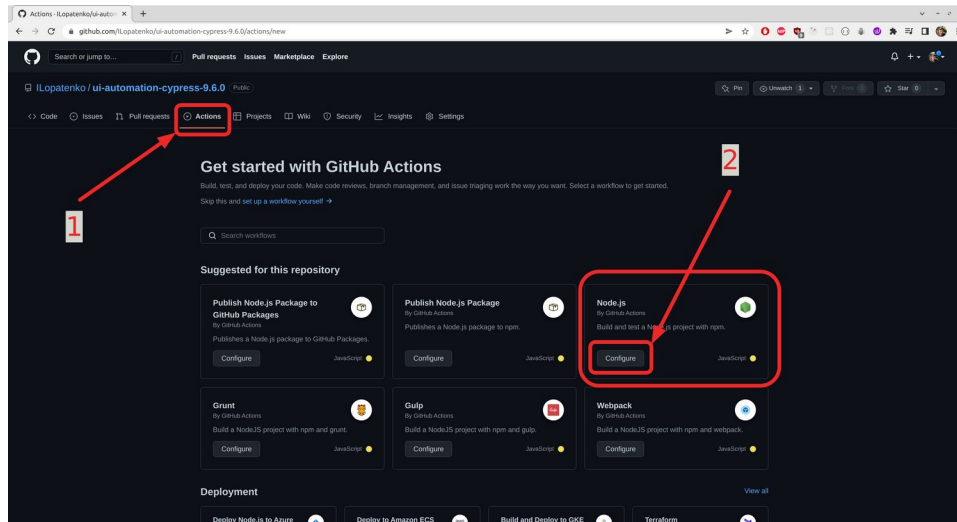 Actions · ILopatenko/ui-autom
github.com/ILopatenko/ui-automation-cypress-9.6.0/actions/new
Search or jump to... / Pull requests Issues Marketplace Explore
ILopatenko / ui-automation-cypress-9.6.0 Public
Pin Unwatch 1 Fork Star 0
Code Issues Pull requests Actions Projects Wiki Security Insights Settings
Get started with GitHub Actions
2
Build, test, and deploy your code. Make code reviews, branch management, and issue triaging work the way you want. Select a workflow to get started.
Skip this and set up a workflow yourself →
1
Search workflows
Suggested for this repository
Publish Node.js Package to GitHub Packages
By GitHub Actions
Publishes a Node.js package to GitHub Packages.
Configure JavaScript
Publish Node.js Package
By GitHub Actions
Publishes a Node.js package to npm.
Configure JavaScript
Node.js
By GitHub Actions
Build and test a Node.js project with npm.
Configure JavaScript
Grunt
By GitHub Actions
Build a NodeJS project with npm and grunt.
Configure JavaScript
Gulp
By GitHub Actions
Build a NodeJS project with npm and gulp.
Configure JavaScript
Webpack
By GitHub Actions
Build a NodeJS project with npm and webpack.
Configure JavaScript
Deployment View all
Deploy Node.js to Azure Deploy to Amazon ECS Build and Deploy to GKE Terraform